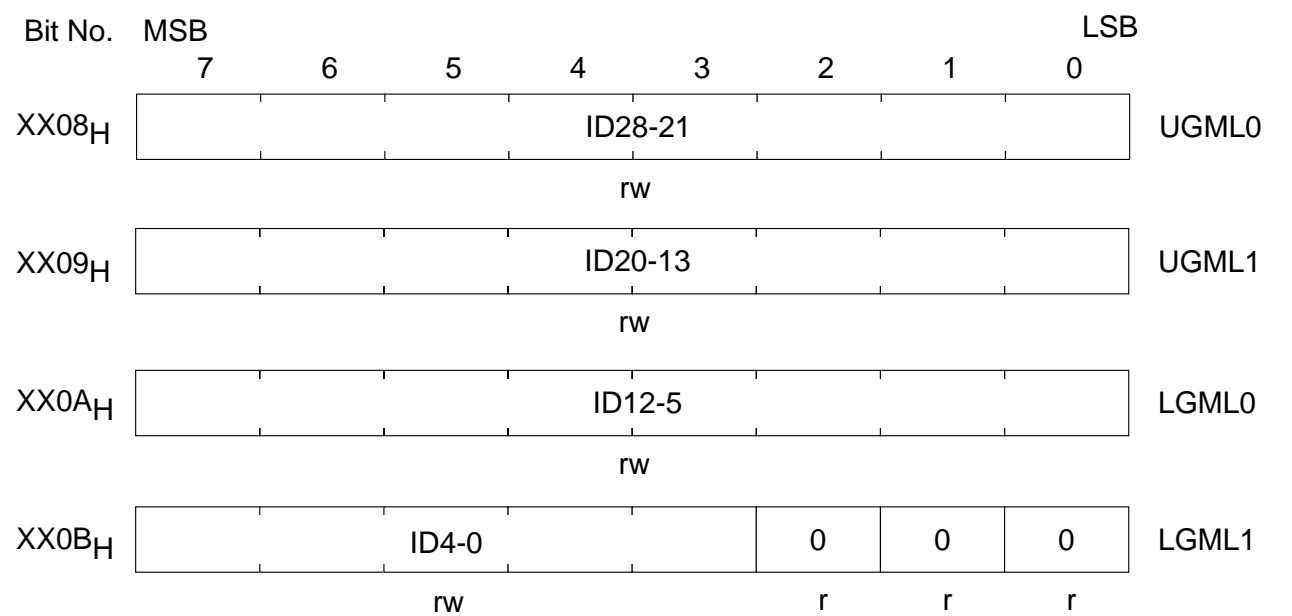 Bit No. MSB LSB
7 6 5 4 3 2 1 0
XX08H ID28-21 UGML0
rw
XX09H ID20-13 UGML1
rw
XX0AH ID12-5 LGML0
rw
XX0BH ID4-0 0 0 0 LGML1
rw r r r